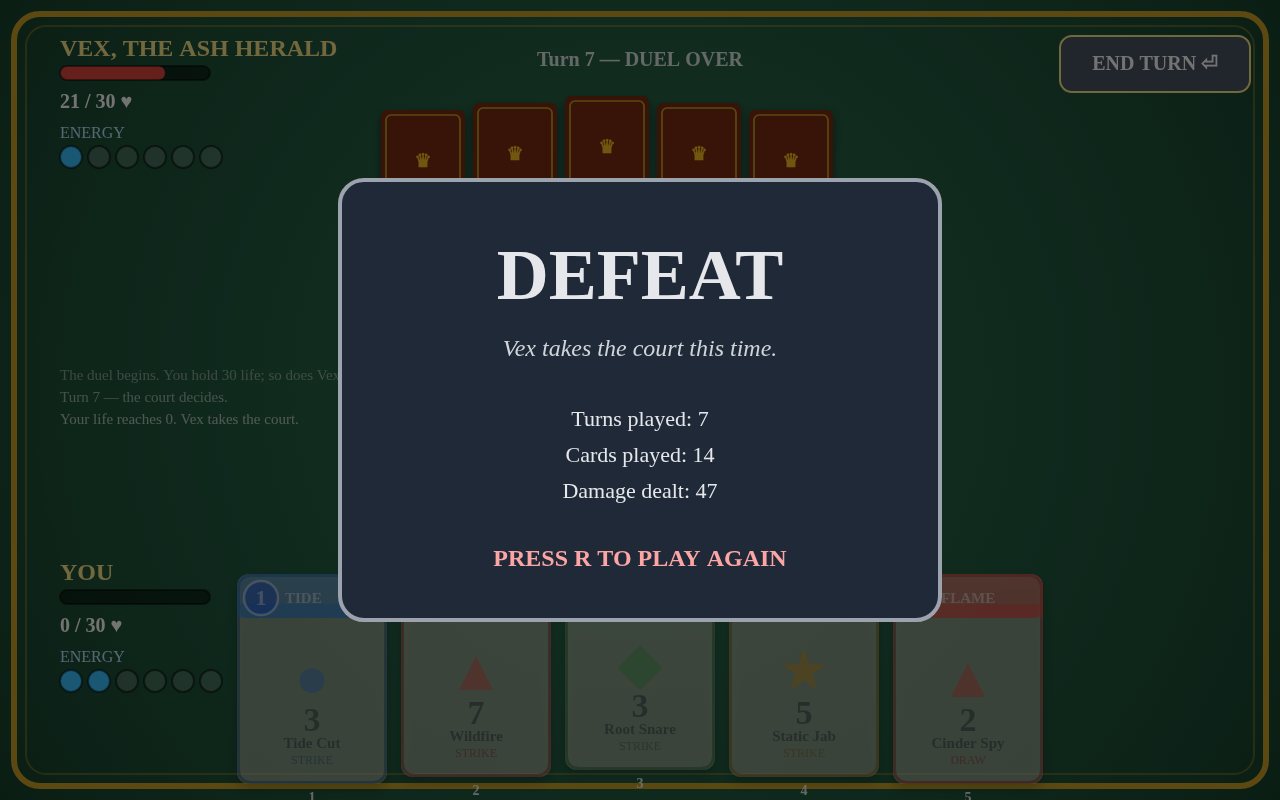 VEX, THE ASH HERALD
21 / 30 ♥
ENERGY
Turn 7 — DUEL OVER
END TURN ⏎
DEFEAT
Vex takes the court this time.
Turns played: 7
Cards played: 14
Damage dealt: 47
PRESS R TO PLAY AGAIN
The duel begins. You hold 30 life; so does Vex
Turn 7 — the court decides.
Your life reaches 0. Vex takes the court.
YOU
0 / 30 ♥
ENERGY
1 TIDE
3
Tide Cut
STRIKE
1
7
Wildfire
STRIKE
2
3
Root Snare
STRIKE
3
5
Static Jab
STRIKE
4
FLAME
2
Cinder Spy
DRAW
5